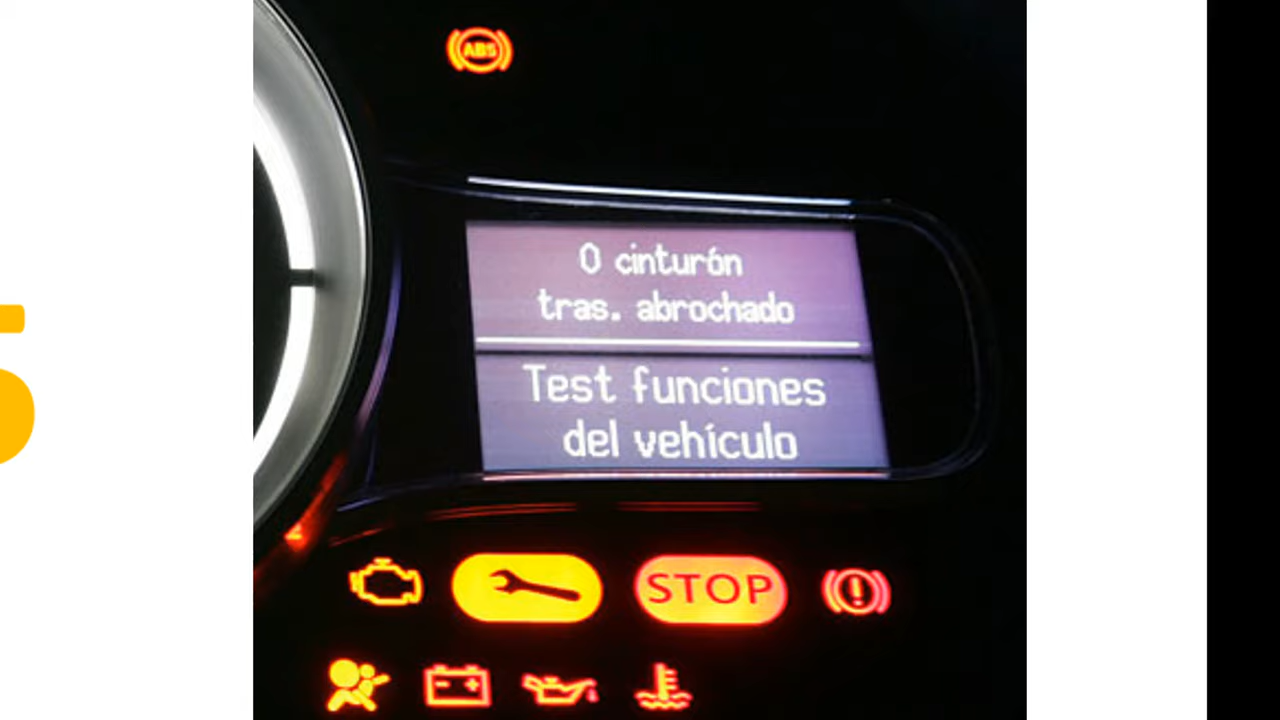 ABS
0 cinturón
tras. abrochado
Test funciones
del vehículo
STOP